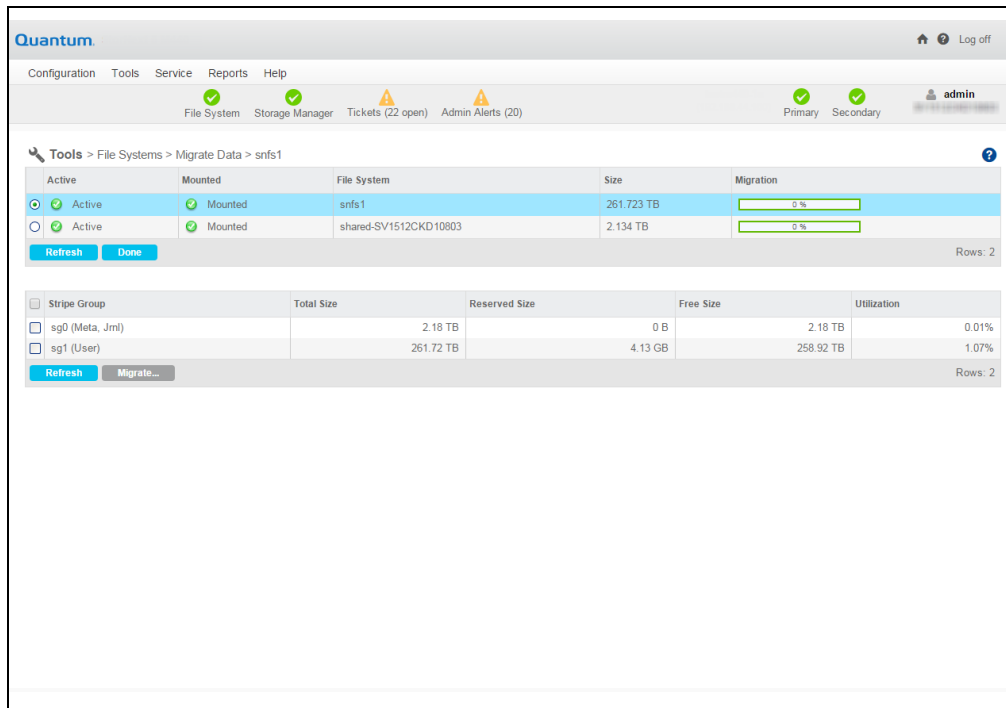 Quantum.
Log off
Configuration Tools Service Reports Help
File System Storage Manager Tickets (22 open) Admin Alerts (20) Primary Secondary admin
Tools > File Systems > Migrate Data > snfs1
Active Mounted File System Size Migration
Active Mounted snfs1 261.723 TB 0 %
Active Mounted shared-SV1512CKD10803 2.134 TB 0 %
Refresh Done Rows: 2
Stripe Group Total Size Reserved Size Free Size Utilization
sg0 (Meta, Jrnl) 2.18 TB 0 B 2.18 TB 0.01%
sg1 (User) 261.72 TB 4.13 GB 258.92 TB 1.07%
Refresh Migrate... Rows: 2